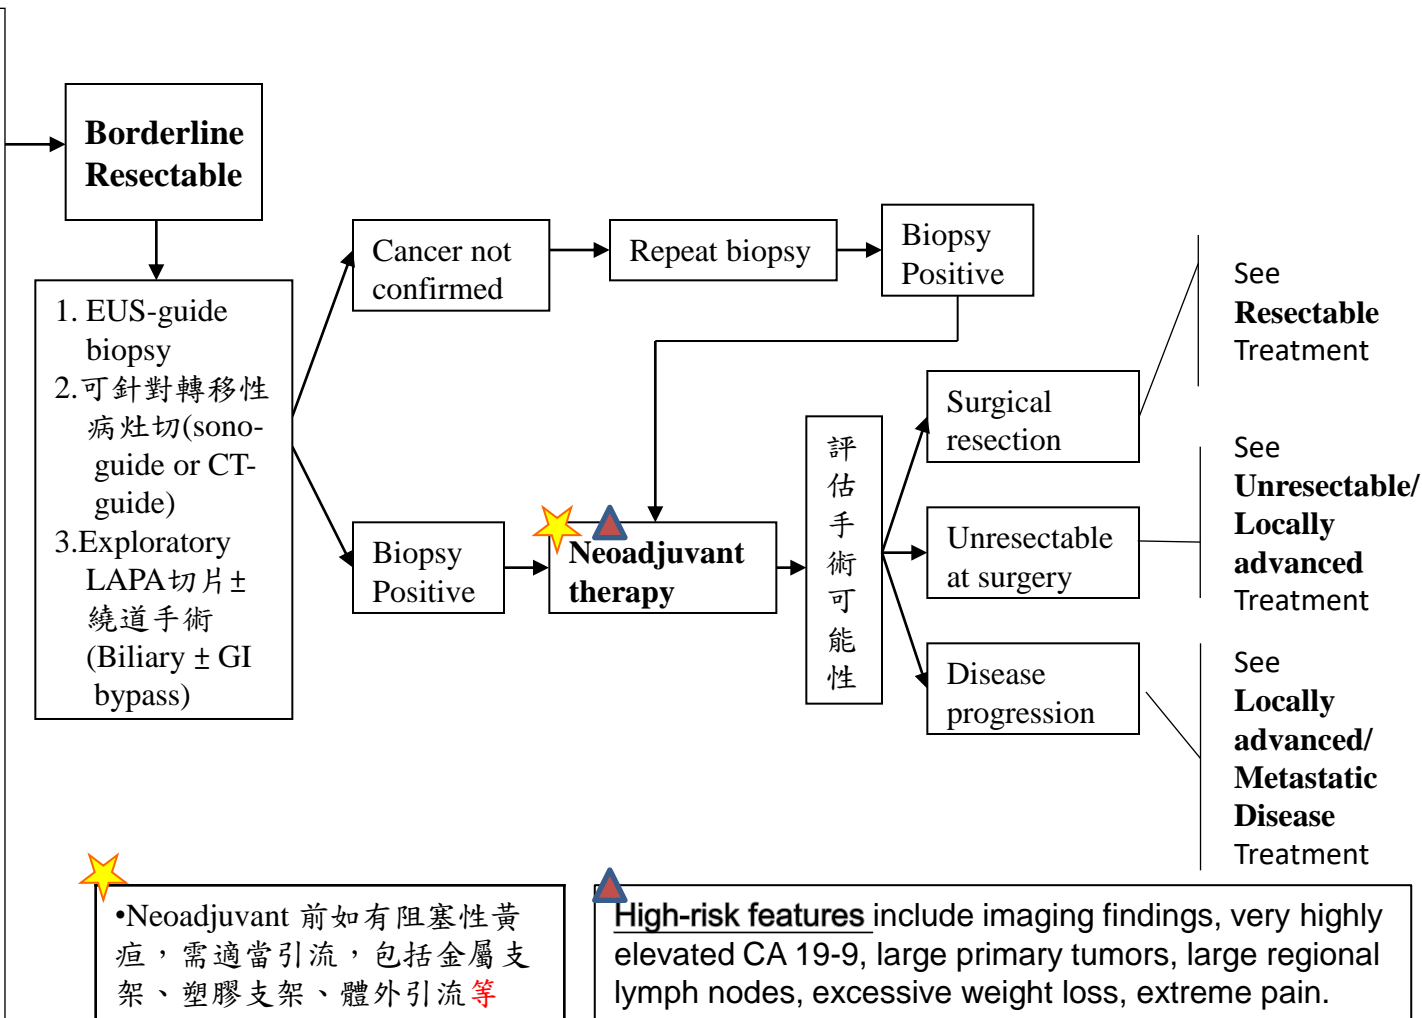 Borderline
Resectable
1. EUS-guide
biopsy
2.可針對轉移性
病灶切(sono-
guide or CT-
guide)
3.Exploratory
LAPA切片±
繞道手術
(Biliary ± GI
bypass)
Cancer not
confirmed
Repeat biopsy
Biopsy
Positive
Biopsy
Positive
Neoadjuvant
therapy
評
估
手
術
可
能
性
Surgical
resection
Unresectable
at surgery
Disease
progression
See
Resectable
Treatment
See
Unresectable/
Locally
advanced
Treatment
See
Locally
advanced/
Metastatic
Disease
Treatment
•Neoadjuvant 前如有阻塞性黃
疸，需適當引流，包括金屬支
架、塑膠支架、體外引流等
High-risk features include imaging findings, very highly
elevated CA 19-9, large primary tumors, large regional
lymph nodes, excessive weight loss, extreme pain.